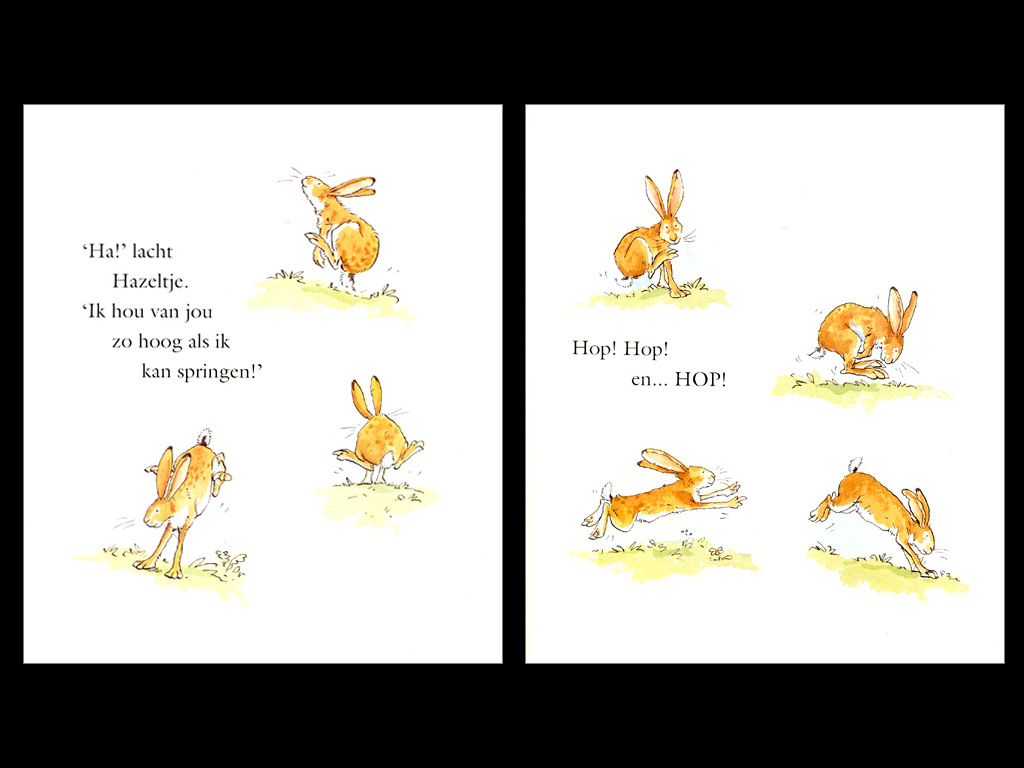 ‘Ha!’ lacht
Hazeltje.
‘Ik hou van jou
zo hoog als ik
kan springen!’
Hop! Hop!
en... HOP!